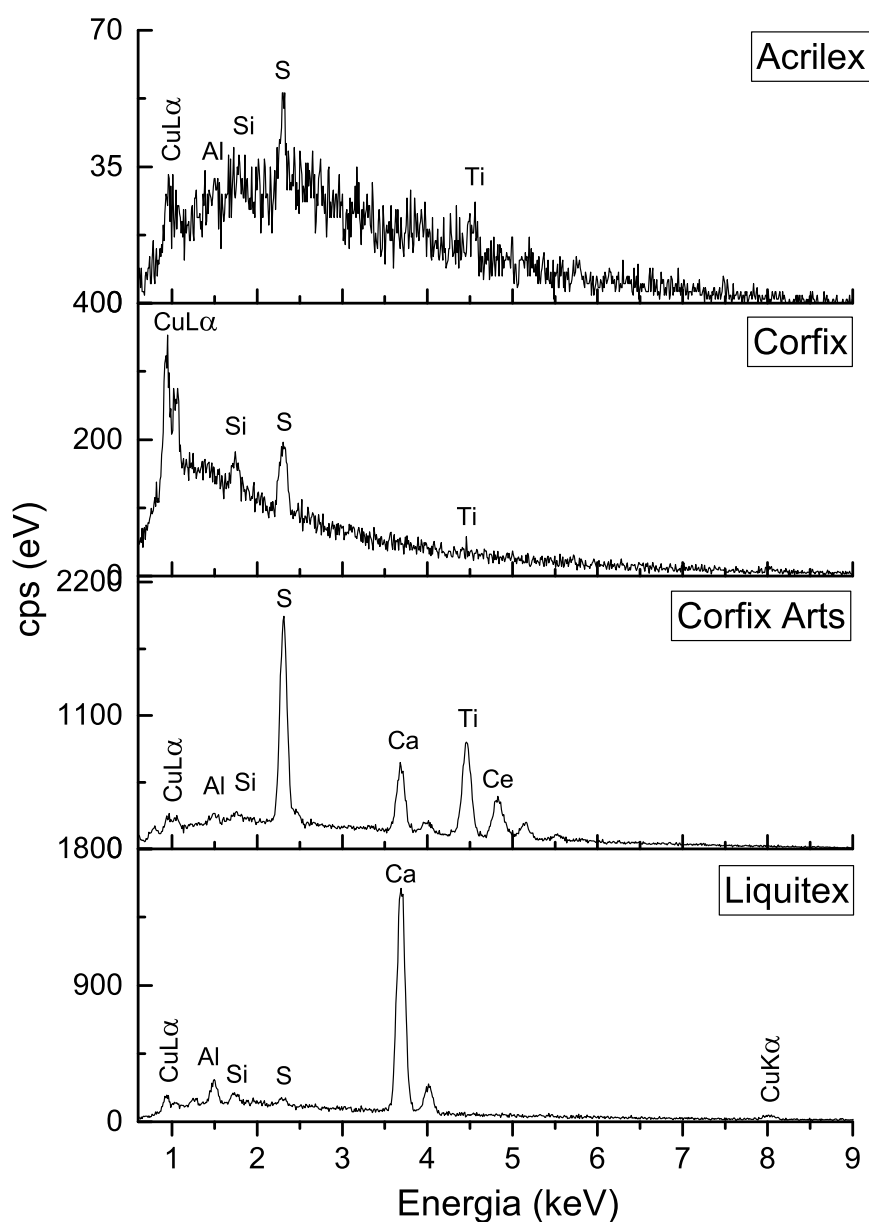 70
Acrilex
S
CuLα
Si
Al
35
Ti
400
CuLα
Corfix
Si
S
200
Ti
0
cps (eV)
2200
S
Corfix Arts
1100
Ti
Ca
CuLα
Al
Si
Ce
1800
Ca
Liquitex
900
CuLα
Al
Si
S
CuKα
0
1 2 3 4 5 6 7 8 9
Energia (keV)